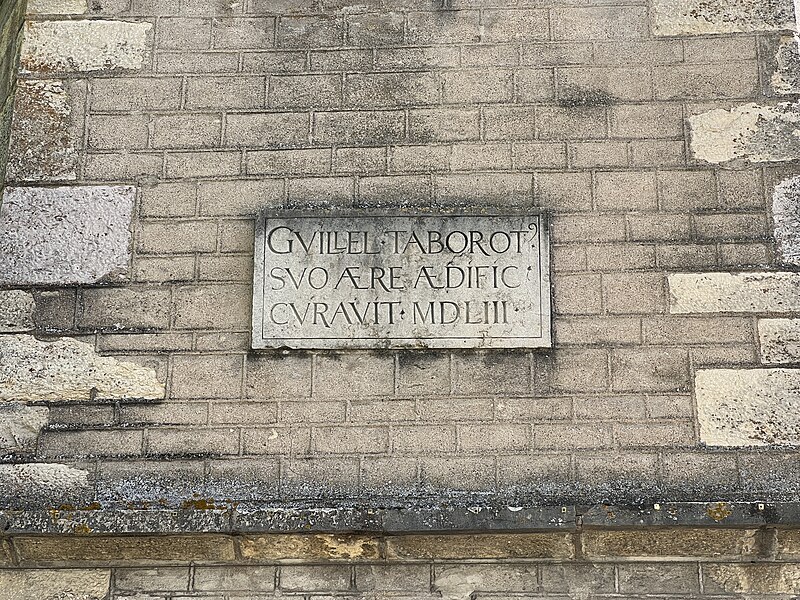 GVILLEL·TABOROT⁹
SVO ÆRE ÆDIFIC·
CVRAVIT·MDLIII·